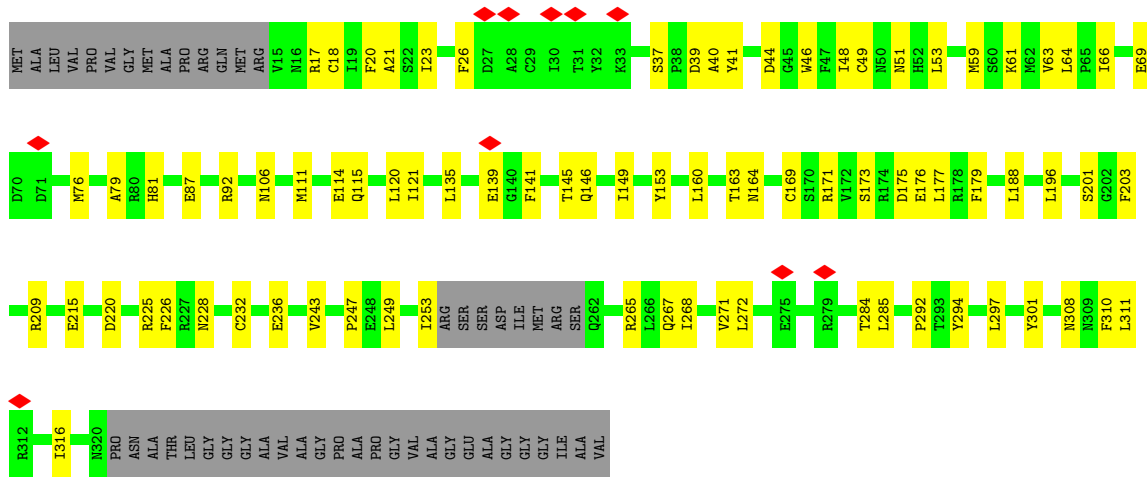 MET ALA LEU VAL PRO VAL GLY MET ALA PRO ARG GLN MET ARG V15 N16 R17 C18 I19 F20 A21 S22 I23 F26 D27 A28 C29 I30 T31 Y32 K33 S37 P38 D39 A40 Y41 D44 G45 W46 F47 I48 C49 N50 N51 H52 L53 M59 S60 K61 M62 V63 L64 P65 I66 E69
D70 D71 M76 A79 R80 H81 E87 R92 N106 M111 E114 Q115 L120 I121 L135 E139 G140 F141 T145 Q146 I149 Y153 L160 T163 N164 C169 S170 R171 V172 S173 R174 D175 E176 L177 R178 F179 L188 L196 S201 G202 F203
R209 E215 D220 R225 F226 R227 N228 C232 E236 V243 P247 E248 L249 I253 ARG SER SER ASP ILE MET ARG SER Q262 R265 L266 Q267 I268 V271 L272 E275 R279 T284 L285 P292 T293 Y294 L297 Y301 N308 N309 F310 L311
R312 I316 N320 PRO ASN ALA THR LEU GLY GLY GLY ALA VAL ALA GLY PRO ALA PRO GLY VAL ALA GLY GLU ALA GLY GLY GLY ILE ALA VAL